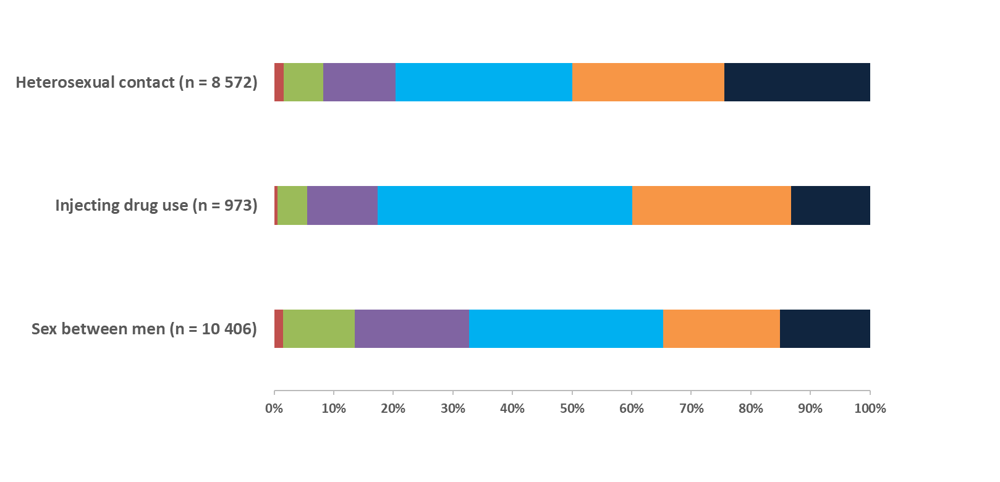 Heterosexual contact (n = 8 572)
Injecting drug use (n = 973)
Sex between men (n = 10 406)
0% 10% 20% 30% 40% 50% 60% 70% 80% 90% 100%